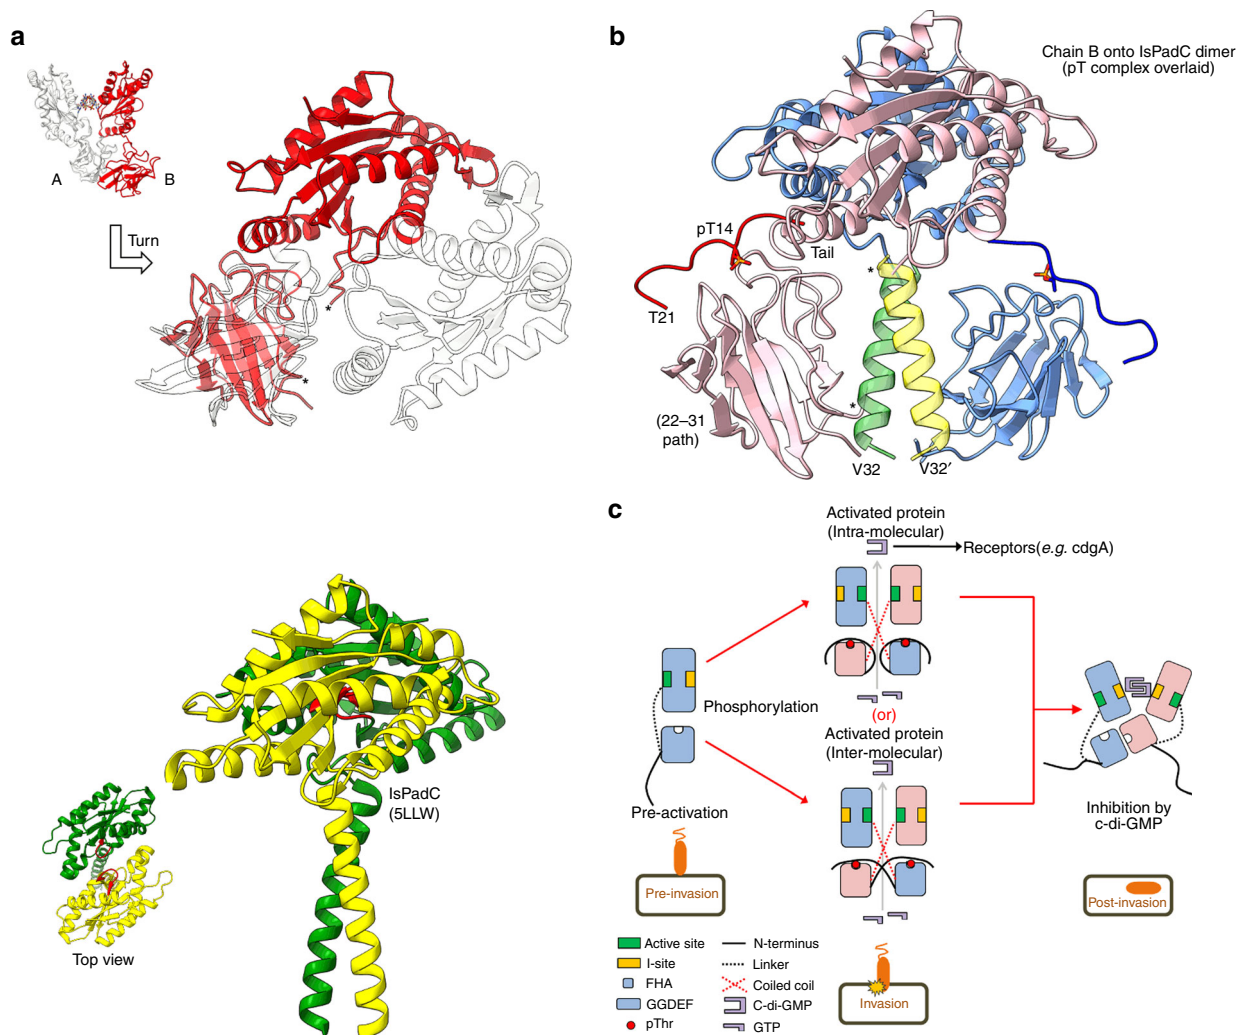 a
A
B
Turn
*
*
b
Chain B onto IsPadC dimer
(pT complex overlaid)
pT14
Tail
*
T21
*
(22–31
path)
V32
V32′
IsPadC
(5LLW)
Top view
c
Activated protein
(Intra-molecular)
Receptors(e.g. cdgA)
Phosphorylation
(or)
Activated protein
(Inter-molecular)
Pre-activation
Inhibition by
c-di-GMP
Pre-invasion
Post-invasion
Invasion
Active site
I-site
FHA
GGDEF
pThr
N-terminus
Linker
Coiled coil
C-di-GMP
GTP